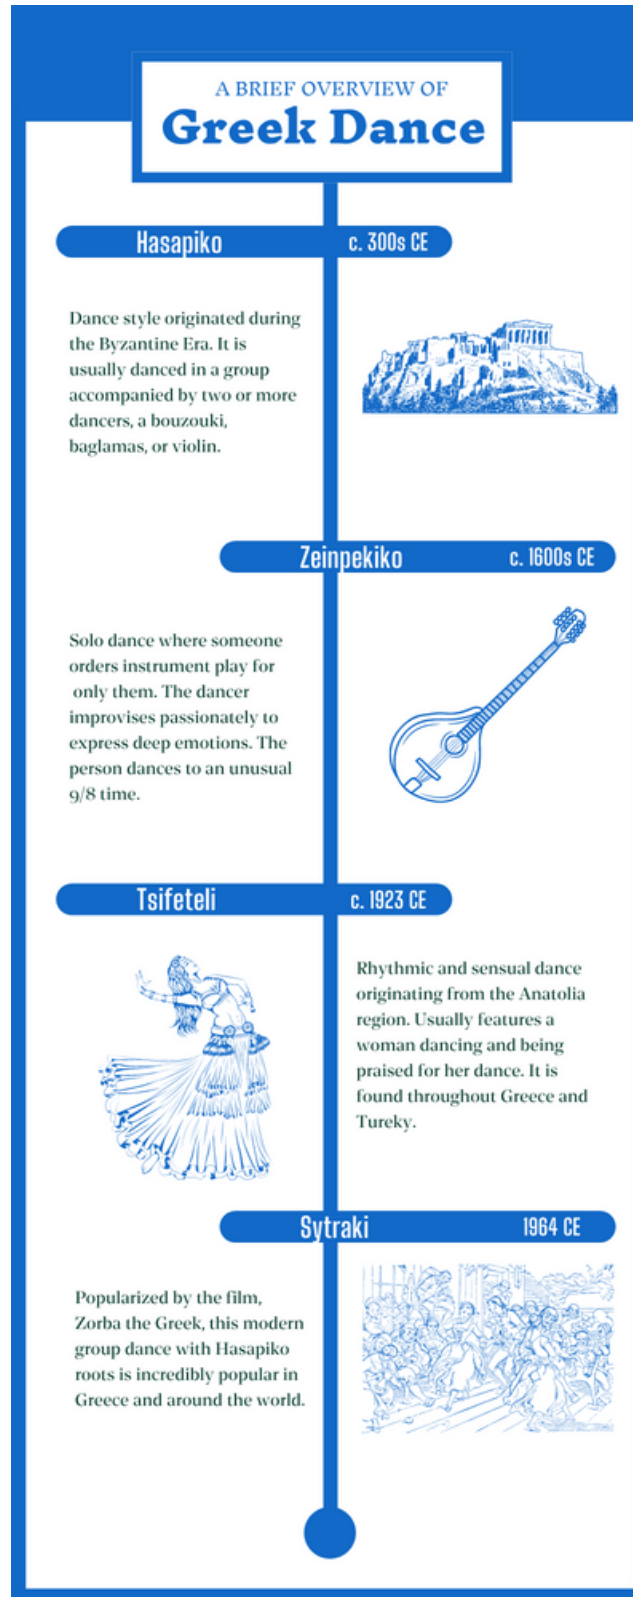 A BRIEF OVERVIEW OF
Greek Dance
Hasapiko
c. 300s CE
Dance style originated during
the Byzantine Era. It is
usually danced in a group
accompanied by two or more
dancers, a bouzouki,
baglamas, or violin.
Zeinpekiko
c. 1600s CE
Solo dance where someone
orders instrument play for
only them. The dancer
improvises passionately to
express deep emotions. The
person dances to an unusual
9/8 time.
Tsifeteli
c. 1923 CE
Rhythmic and sensual dance
originating from the Anatolia
region. Usually features a
woman dancing and being
praised for her dance. It is
found throughout Greece and
Tureky.
Sytraki
1964 CE
Popularized by the film,
Zorba the Greek, this modern
group dance with Hasapiko
roots is incredibly popular in
Greece and around the world.